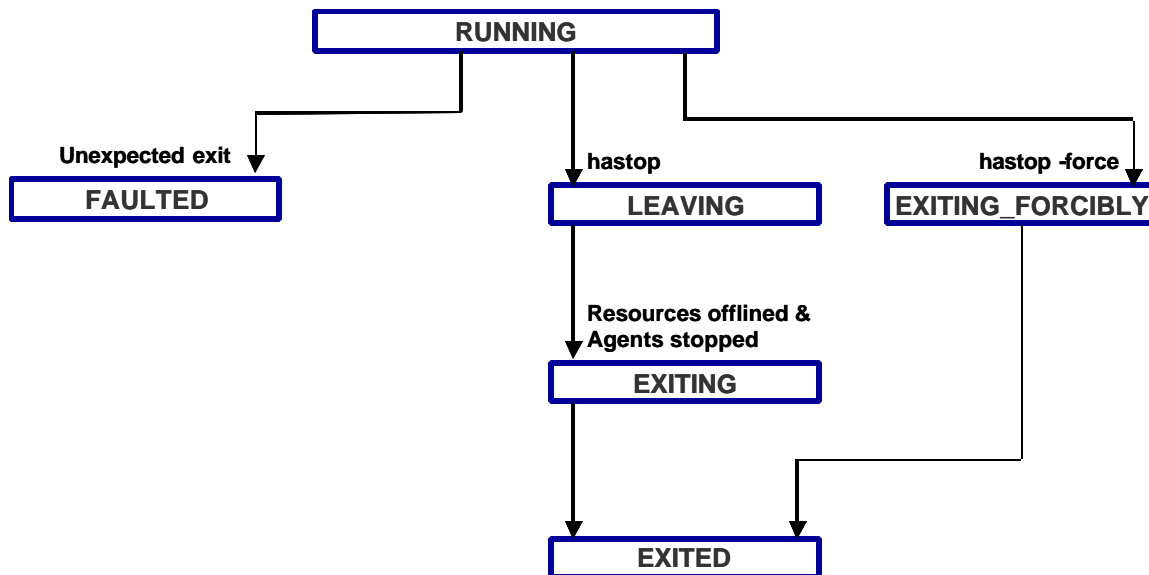 RUNNING
Unexpected exit
hastop
hastop -force
FAULTED
LEAVING
EXITING_FORCIBLY
Resources offlined &
Agents stopped
EXITING
EXITED